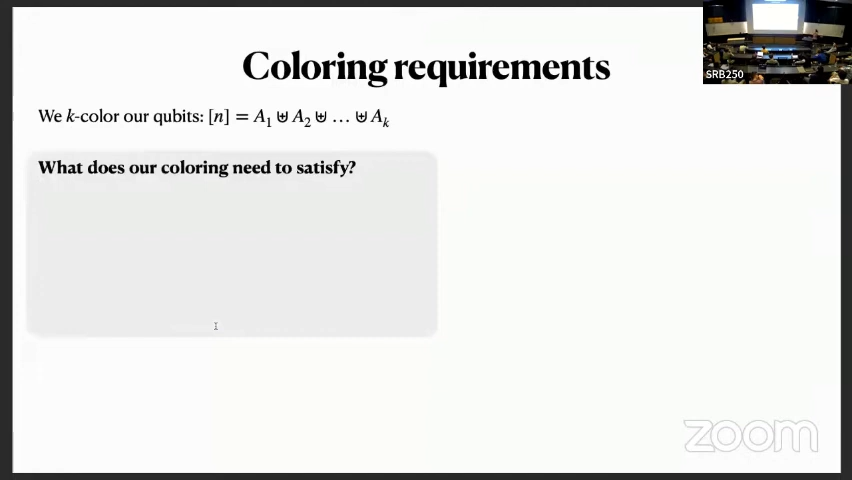 SRB250
Coloring requirements
We k-color our qubits: [n] = A₁ ⊎ A₂ ⊎ … ⊎ Aₖ
What does our coloring need to satisfy?
zoom